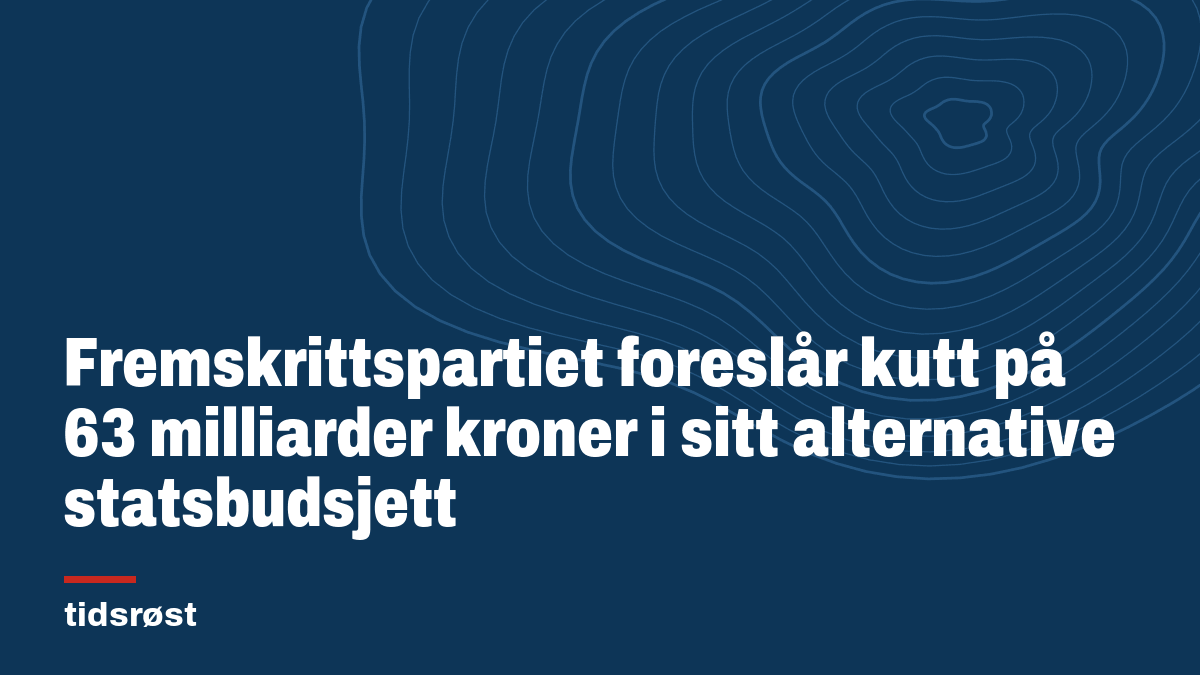 Fremskrittspartiet foreslår kutt på
63 milliarder kroner i sitt alternative
statsbudsjett
tidsrøst